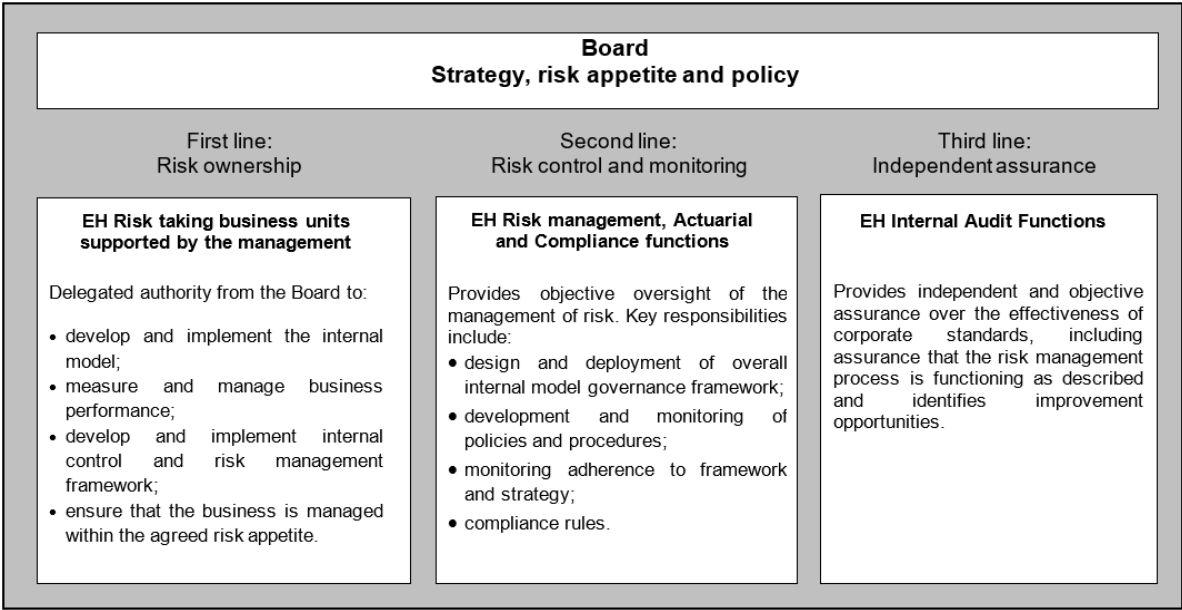 Board
Strategy, risk appetite and policy
First line:
Risk ownership
EH Risk taking business units
supported by the management
Delegated authority from the Board to:
• develop and implement the internal
model;
• measure and manage business
performance;
• develop and implement internal
control and risk management
framework;
• ensure that the business is managed
within the agreed risk appetite.
Second line:
Risk control and monitoring
EH Risk management, Actuarial
and Compliance functions
Provides objective oversight of the
management of risk. Key responsibilities
include:
• design and deployment of overall
internal model governance framework;
• development and monitoring of
policies and procedures;
• monitoring adherence to framework
and strategy;
• compliance rules.
Third line:
Independent assurance
EH Internal Audit Functions
Provides independent and objective
assurance over the effectiveness of
corporate standards, including
assurance that the risk management
process is functioning as described
and identifies improvement
opportunities.